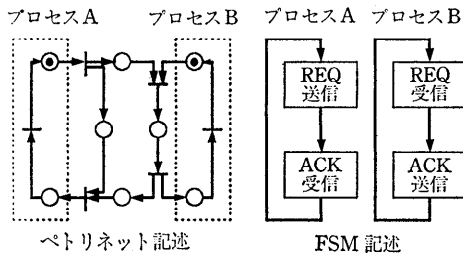 プロセスA
プロセスB
プロセスA
プロセスB
REQ
送信
REQ
受信
ACK
受信
ACK
送信
ペトリネット記述
FSM 記述